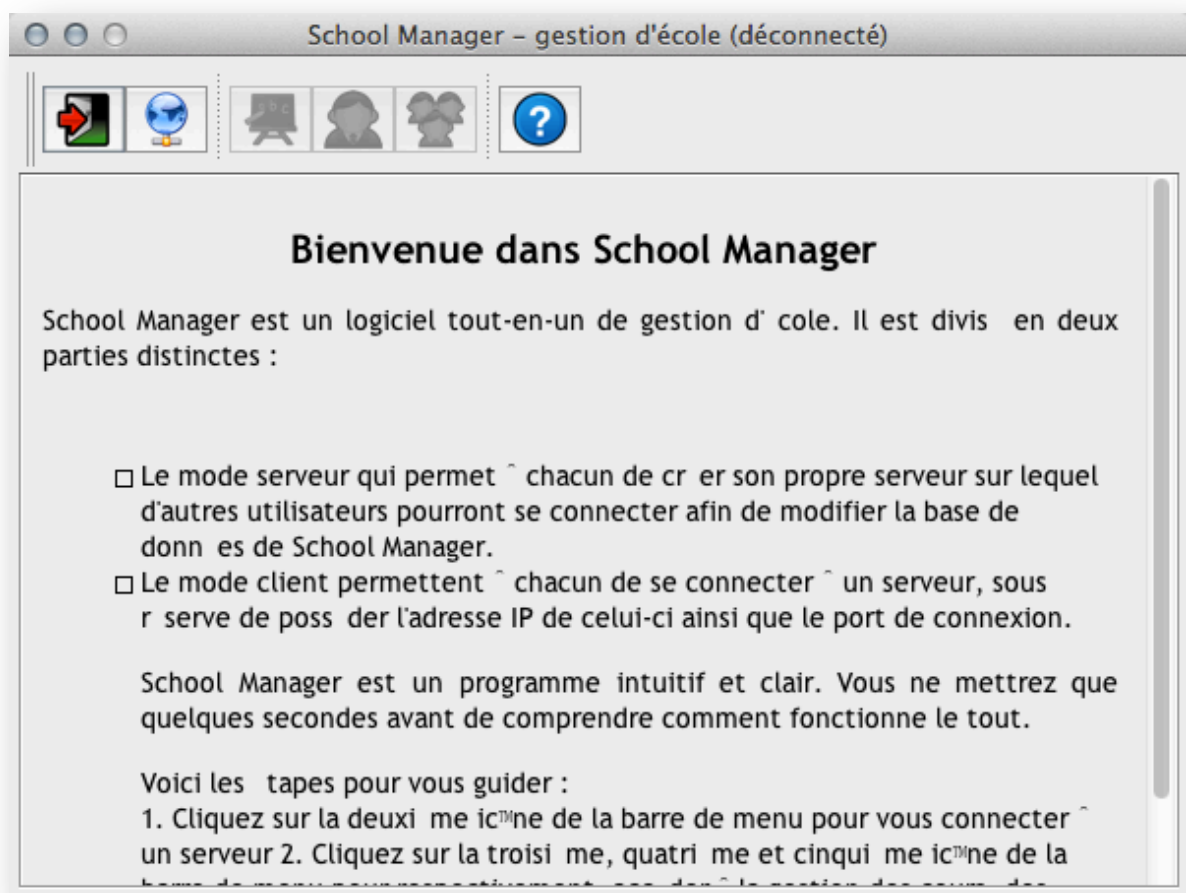 School Manager – gestion d'école (déconnecté)
Bienvenue dans School Manager
School Manager est un logiciel tout-en-un de gestion d' cole. Il est divis en deux
parties distinctes :
Le mode serveur qui permet ˆ chacun de cr er son propre serveur sur lequel
d'autres utilisateurs pourront se connecter afin de modifier la base de
donn es de School Manager.
Le mode client permettent ˆ chacun de se connecter ˆ un serveur, sous
r serve de poss der l'adresse IP de celui-ci ainsi que le port de connexion.
School Manager est un programme intuitif et clair. Vous ne mettrez que
quelques secondes avant de comprendre comment fonctionne le tout.
Voici les tapes pour vous guider :
1. Cliquez sur la deuxi me ic™ne de la barre de menu pour vous connecter ˆ
un serveur 2. Cliquez sur la troisi me, quatri me et cinqui me ic™ne de la